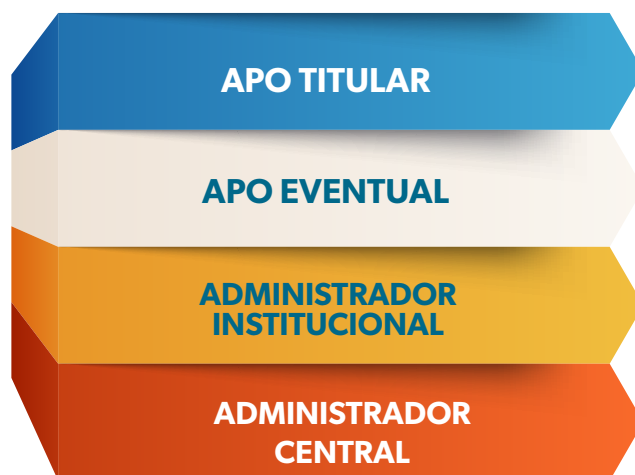 APO TITULAR
APO EVENTUAL
ADMINISTRADOR
INSTITUCIONAL
ADMINISTRADOR
CENTRAL